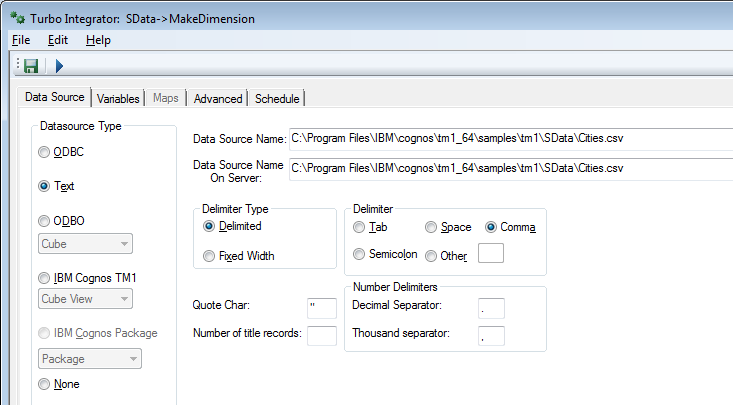 Turbo Integrator: SData->MakeDimension
File Edit Help
Data Source Variables Maps Advanced Schedule
Datasource Type
ODBC
Text
ODBO
Cube
IBM Cognos TM1
Cube View
IBM Cognos Package
Package
None
Data Source Name: C:\Program Files\IBM\cognos\tm1_64\samples\tm1\SData\Cities.csv
Data Source Name
On Server: C:\Program Files\IBM\cognos\tm1_64\samples\tm1\SData\Cities.csv
Delimiter Type
Delimited
Fixed Width
Delimiter
Tab Space Comma
Semicolon Other
Quote Char: "
Number of title records:
Number Delimiters
Decimal Separator: .
Thousand separator: ,